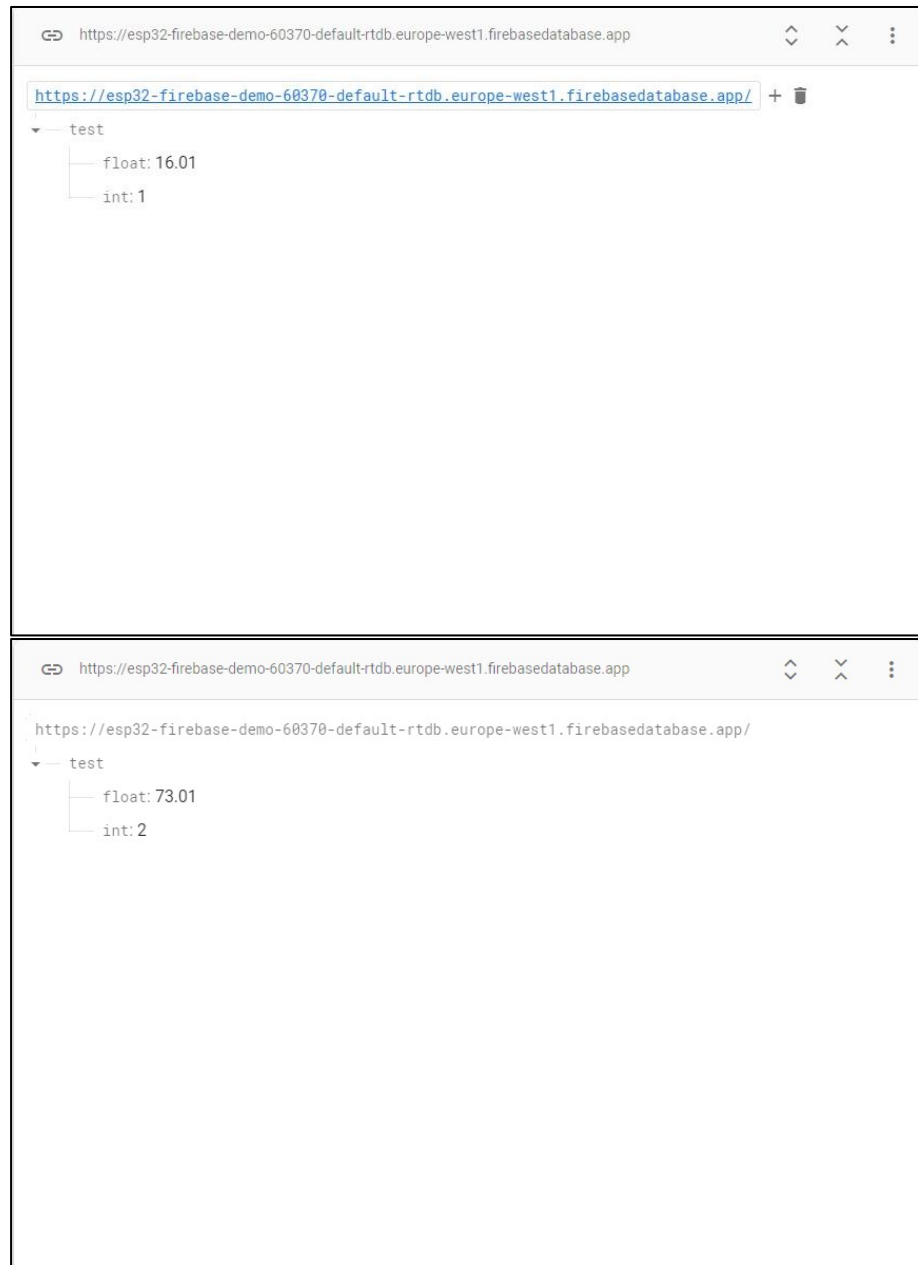 https://esp32-firebase-demo-60370-default-rtdb.europe-west1.firebasedatabase.app
https://esp32-firebase-demo-60370-default-rtdb.europe-west1.firebasedatabase.app/
test
float: 16.01
int: 1
https://esp32-firebase-demo-60370-default-rtdb.europe-west1.firebasedatabase.app
https://esp32-firebase-demo-60370-default-rtdb.europe-west1.firebasedatabase.app/
test
float: 73.01
int: 2